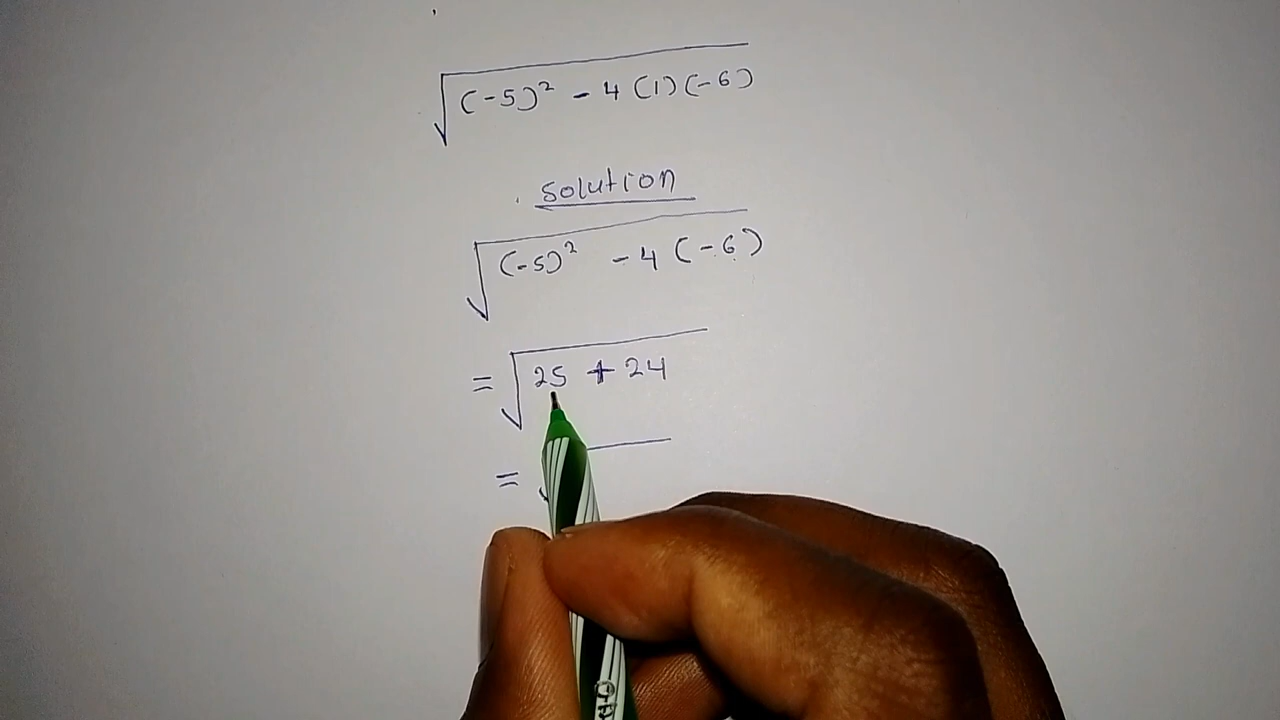 √(-5)² - 4(1)(-6)
solution
√(-5)² - 4(-6)
= √25 + 24
= √